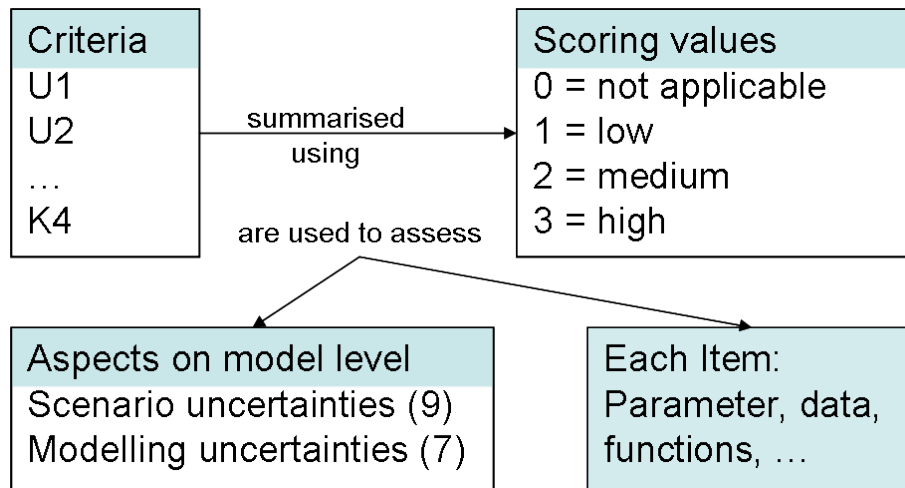 Criteria
U1
U2
…
K4
summarised
using
Scoring values
0 = not applicable
1 = low
2 = medium
3 = high
are used to assess
Aspects on model level
Scenario uncertainties (9)
Modelling uncertainties (7)
Each Item:
Parameter, data,
functions, …